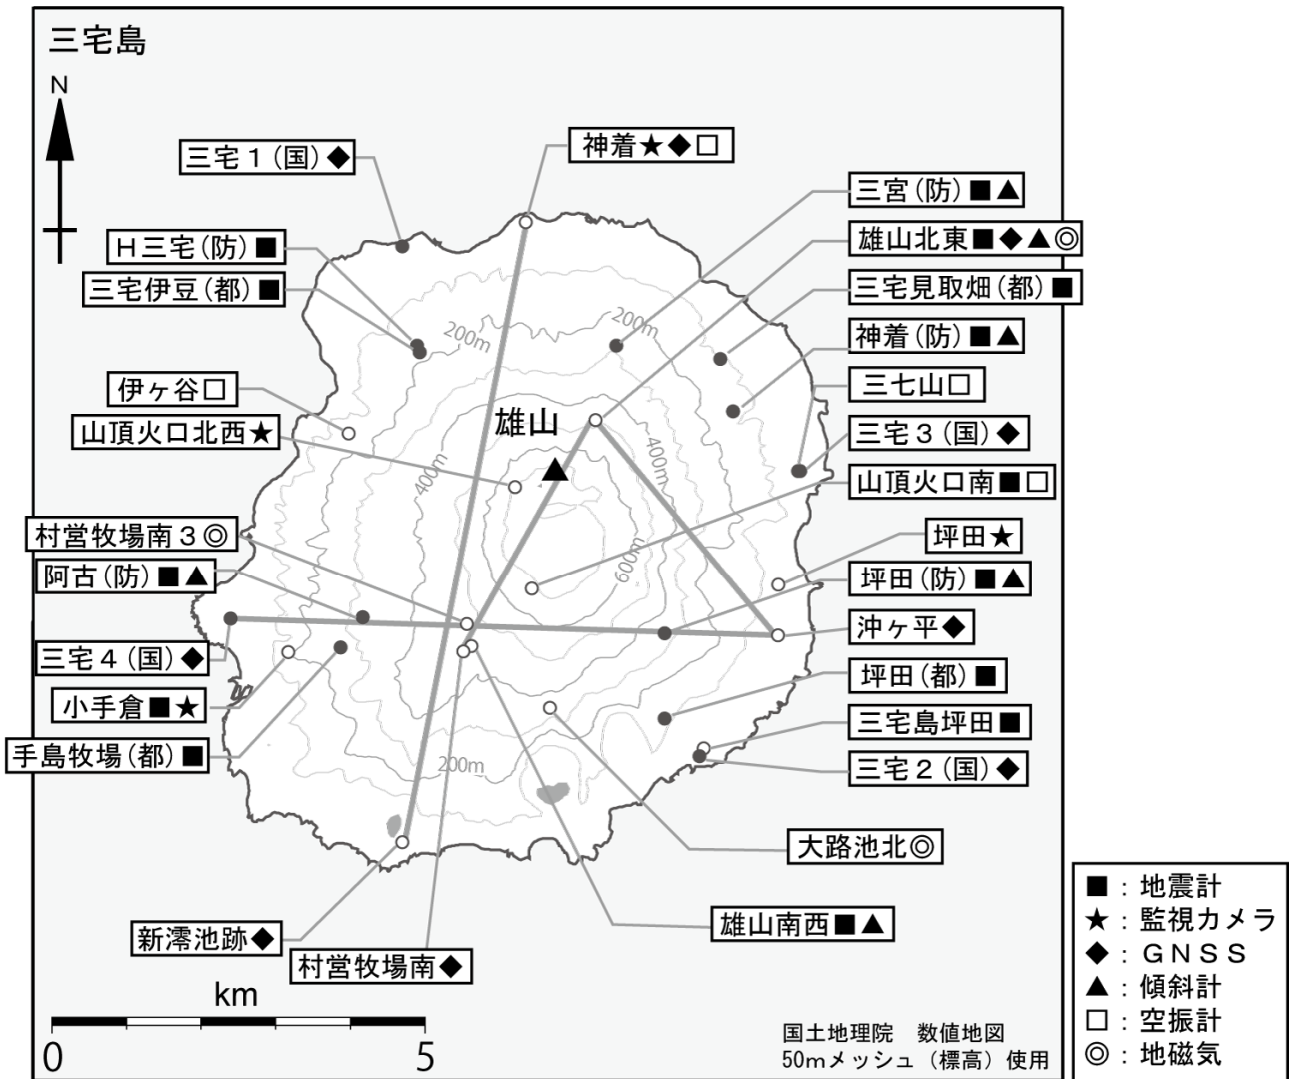 三宅島
N
神着★◆□
三宅1(国)◆
三宮(防)■▲
H三宅(防)■
雄山北東■◆▲◎
三宅伊豆(都)■
三宅見取畑(都)■
200m
200m
神着(防)■▲
伊ヶ谷□
三七山□
雄山
山頂火口北西★
三宅3(国)◆
400m
400m
山頂火口南■□
村営牧場南3◎
坪田★
600m
阿古(防)■▲
坪田(防)■▲
沖ヶ平◆
三宅4(国)◆
坪田(都)■
小手倉■★
三宅島坪田■
手島牧場(都)■
200m
三宅2(国)◆
大路池北◎
新澪池跡◆
雄山南西■▲
村営牧場南◆
km
0 5
国土地理院 数値地図
50mメッシュ(標高)使用
■:地震計
★:監視カメラ
◆:GNSS
▲:傾斜計
□:空振計
◎:地磁気